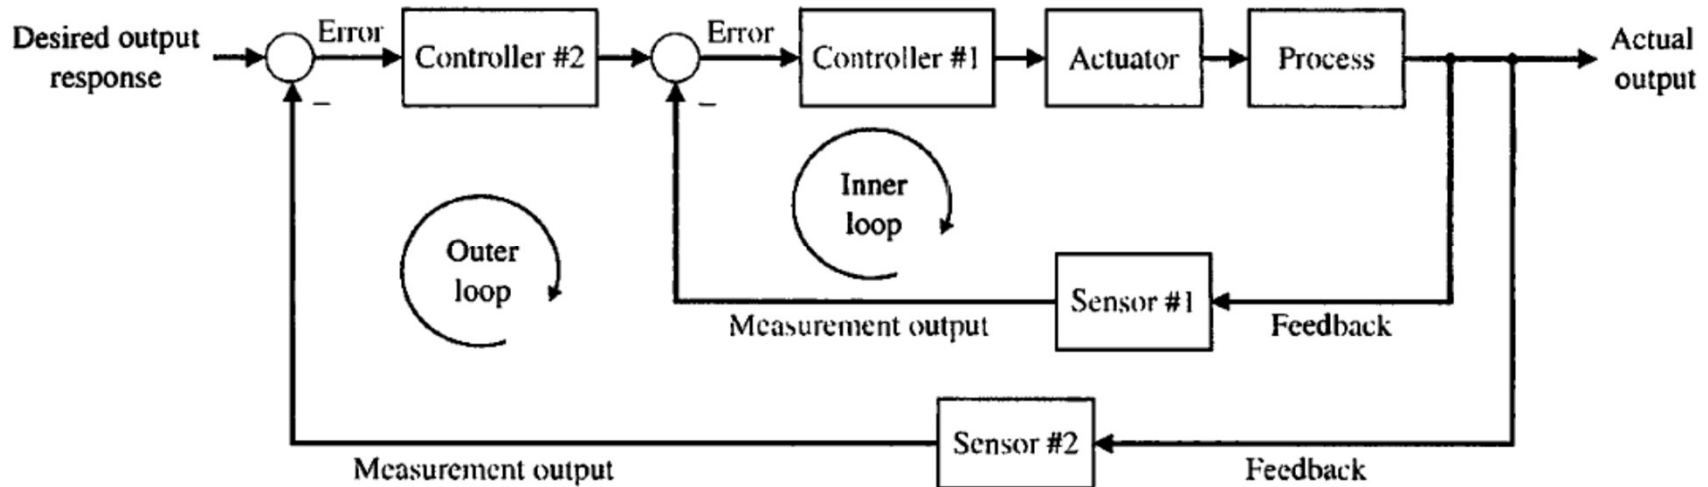 Desired output
response
Error
Controller #2
Error
Controller #1
Actuator
Process
Actual
output
–
–
Inner
loop
Outer
loop
Sensor #1
Measurement output
Feedback
Sensor #2
Measurement output
Feedback